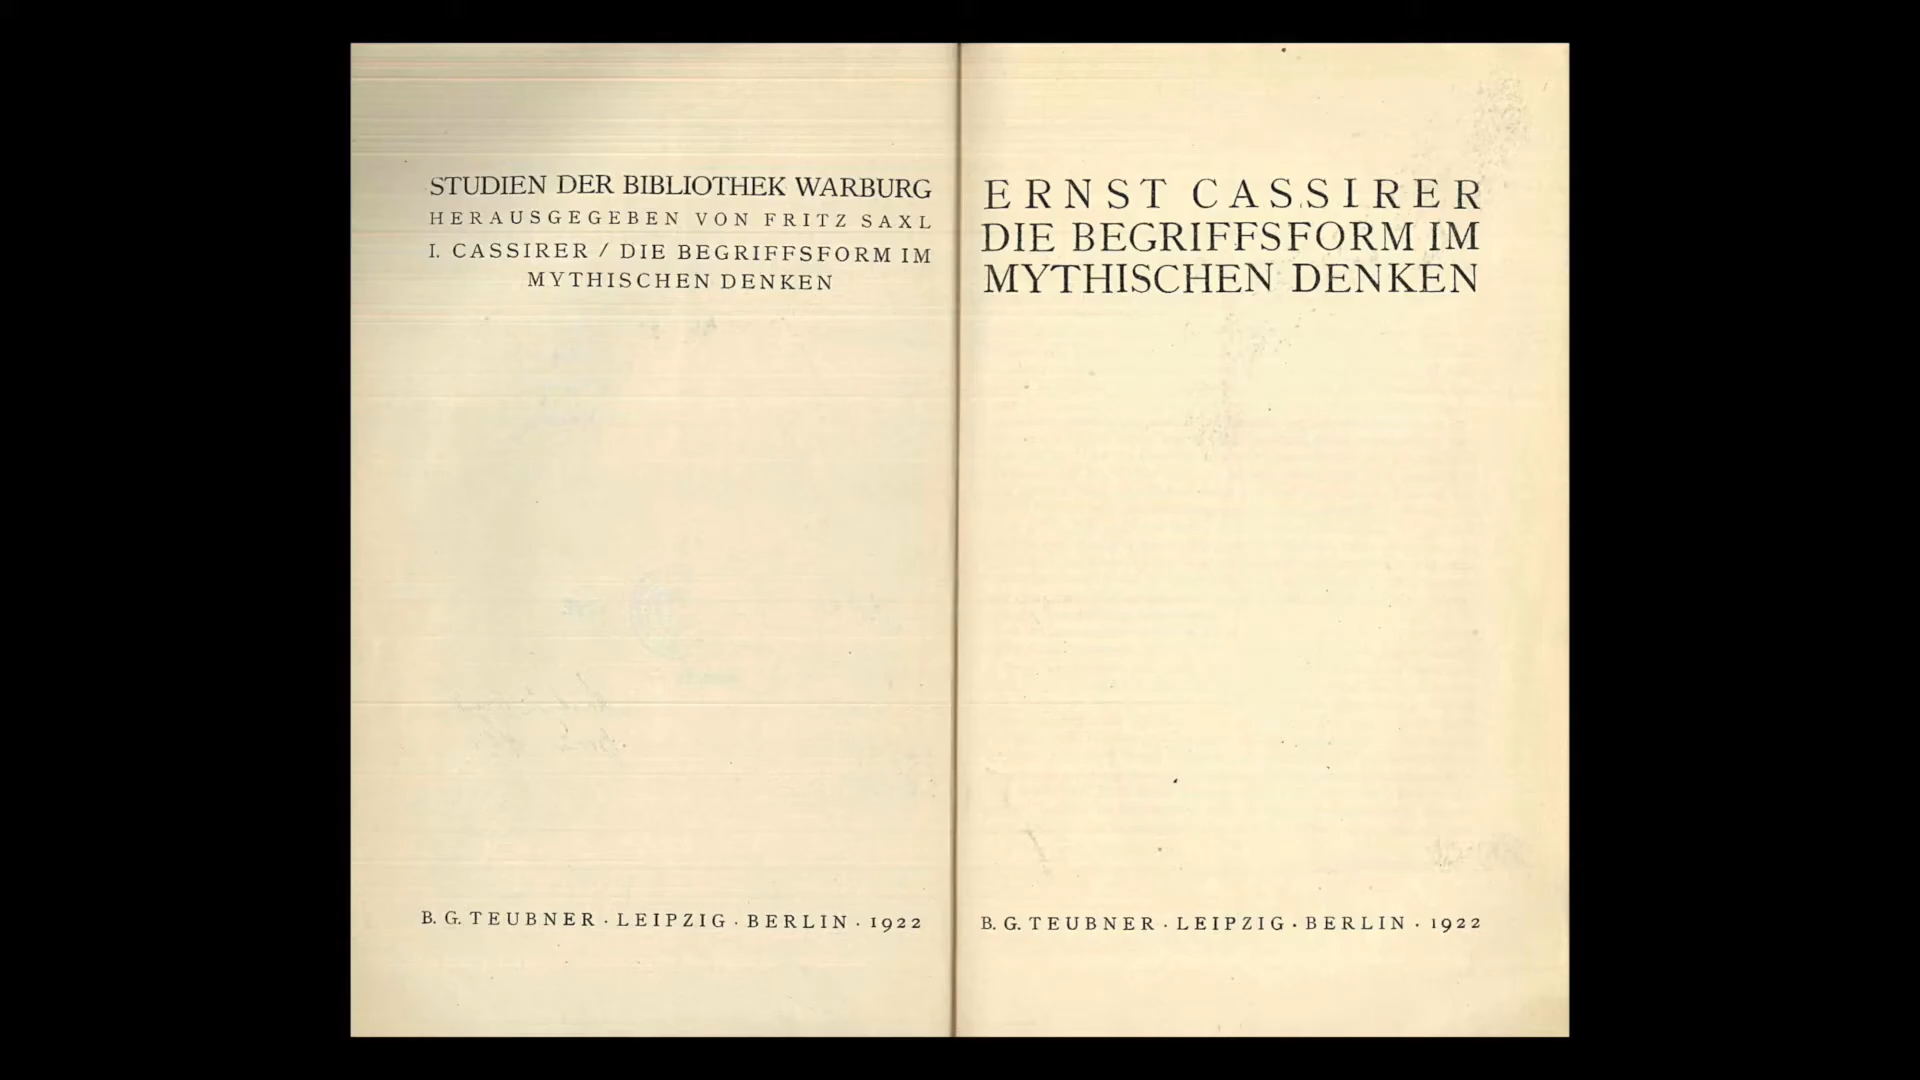 STUDIEN DER BIBLIOTHEK WARBURG
HERAUSGEGEBEN VON FRITZ SAXL
I. CASSIRER / DIE BEGRIFFSFORM IM
MYTHISCHEN DENKEN
B. G. TEUBNER · LEIPZIG · BERLIN · 1922
ERNST CASSIRER
DIE BEGRIFFSFORM IM
MYTHISCHEN DENKEN
B. G. TEUBNER · LEIPZIG · BERLIN · 1922